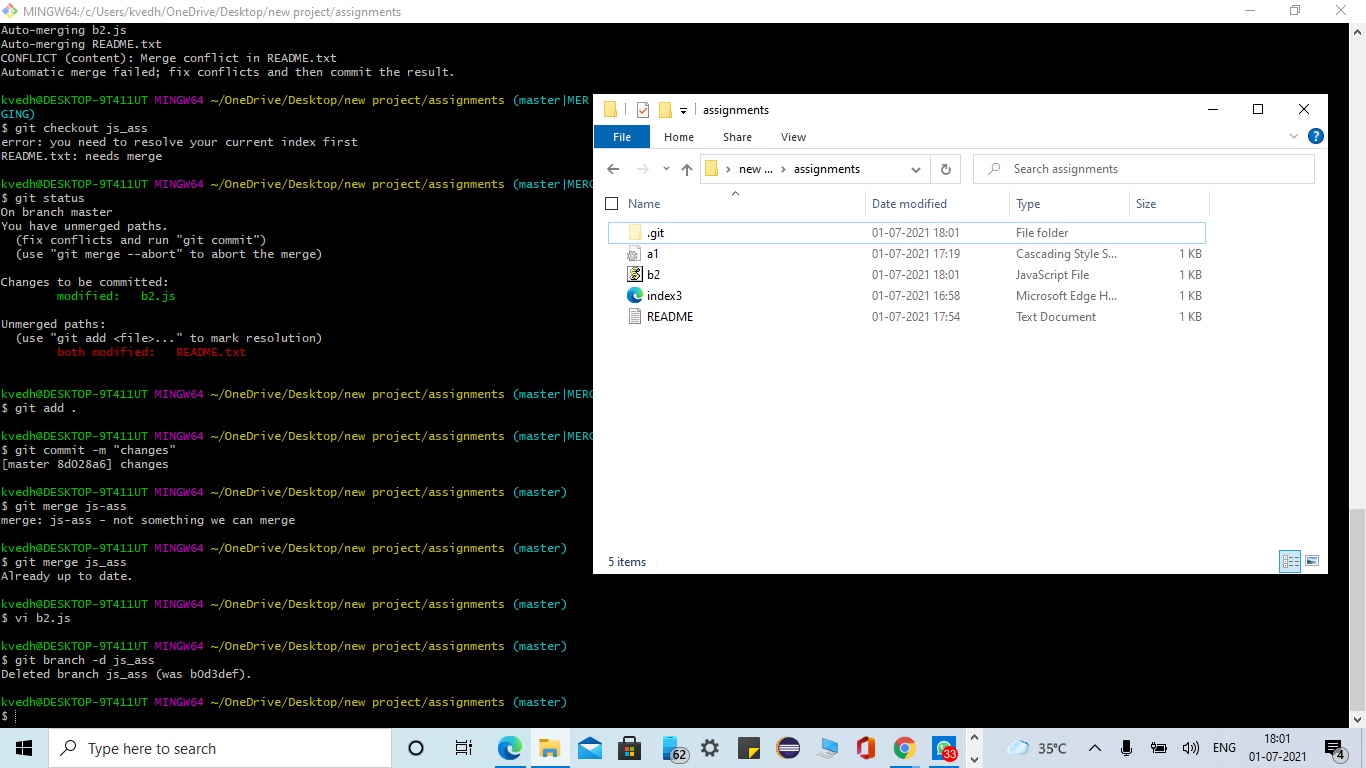 MINGW64:/c/Users/kvedh/OneDrive/Desktop/new project/assignments
Auto-merging b2.js
Auto-merging README.txt
CONFLICT (content): Merge conflict in README.txt
Automatic merge failed; fix conflicts and then commit the result.
kvedh@DESKTOP-9T411UT MINGW64 ~/OneDrive/Desktop/new project/assignments (master|MER
GING)
$ git checkout js_ass
error: you need to resolve your current index first
README.txt: needs merge
kvedh@DESKTOP-9T411UT MINGW64 ~/OneDrive/Desktop/new project/assignments (master|MERG
$ git status
On branch master
You have unmerged paths.
(fix conflicts and run "git commit")
(use "git merge --abort" to abort the merge)
Changes to be committed:
modified: b2.js
Unmerged paths:
(use "git add <file>..." to mark resolution)
both modified: README.txt
kvedh@DESKTOP-9T411UT MINGW64 ~/OneDrive/Desktop/new project/assignments (master|MERG
$ git add .
kvedh@DESKTOP-9T411UT MINGW64 ~/OneDrive/Desktop/new project/assignments (master|MERG
$ git commit -m "changes"
[master 8d028a6] changes
kvedh@DESKTOP-9T411UT MINGW64 ~/OneDrive/Desktop/new project/assignments (master)
$ git merge js-ass
merge: js-ass - not something we can merge
kvedh@DESKTOP-9T411UT MINGW64 ~/OneDrive/Desktop/new project/assignments (master)
$ git merge js_ass
Already up to date.
kvedh@DESKTOP-9T411UT MINGW64 ~/OneDrive/Desktop/new project/assignments (master)
$ vi b2.js
kvedh@DESKTOP-9T411UT MINGW64 ~/OneDrive/Desktop/new project/assignments (master)
$ git branch -d js_ass
Deleted branch js_ass (was b0d3def).
kvedh@DESKTOP-9T411UT MINGW64 ~/OneDrive/Desktop/new project/assignments (master)
$
assignments
File Home Share View
new ... assignments Search assignments
Name Date modified Type Size
.git 01-07-2021 18:01 File folder
a1 01-07-2021 17:19 Cascading Style S... 1 KB
b2 01-07-2021 18:01 JavaScript File 1 KB
index3 01-07-2021 16:58 Microsoft Edge H... 1 KB
README 01-07-2021 17:54 Text Document 1 KB
5 items
Type here to search
62
33
35°C
ENG
18:01
01-07-2021
4